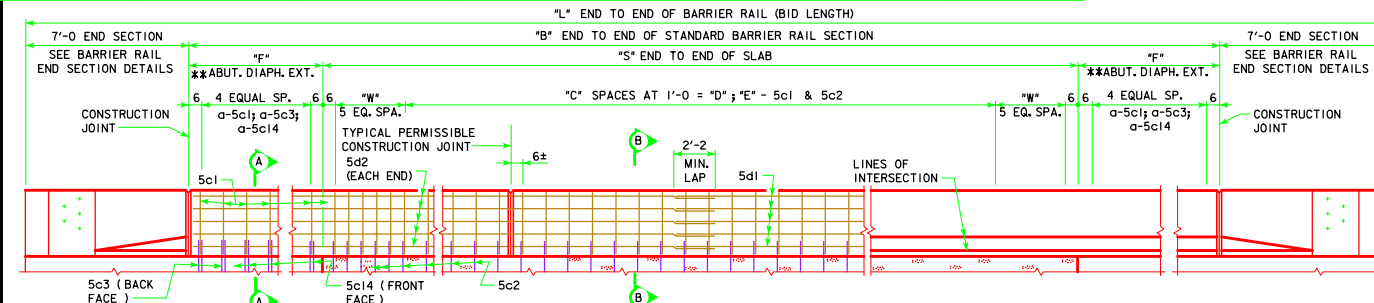 "L" END TO END OF BARRIER RAIL (BID LENGTH)
7'-0 END SECTION
"B" END TO END OF STANDARD BARRIER RAIL SECTION
7'-0 END SECTION
SEE BARRIER RAIL
END SECTION DETAILS
"F"
**ABUT. DIAPH. EXT.
"S" END TO END OF SLAB
"F"
**ABUT. DIAPH. EXT.
SEE BARRIER RAIL
END SECTION DETAILS
6
4 EQUAL SP.
a-5c1; a-5c3;
a-5c14
6
6
"W"
5 EQ. SPA.
"C" SPACES AT 1'-0 = "D"; "E" - 5c1 & 5c2
"W"
5 EQ. SPA.
6
6
4 EQUAL SP.
a-5c1; a-5c3;
a-5c14
6
CONSTRUCTION
JOINT
TYPICAL PERMISSIBLE
CONSTRUCTION JOINT
CONSTRUCTION
JOINT
A
5c1
5d2
(EACH END)
6±
B
2'-2
MIN.
LAP
5d1
LINES OF
INTERSECTION
5c3 (BACK
FACE )
A
5c14 (FRONT
FACE )
5c2
B